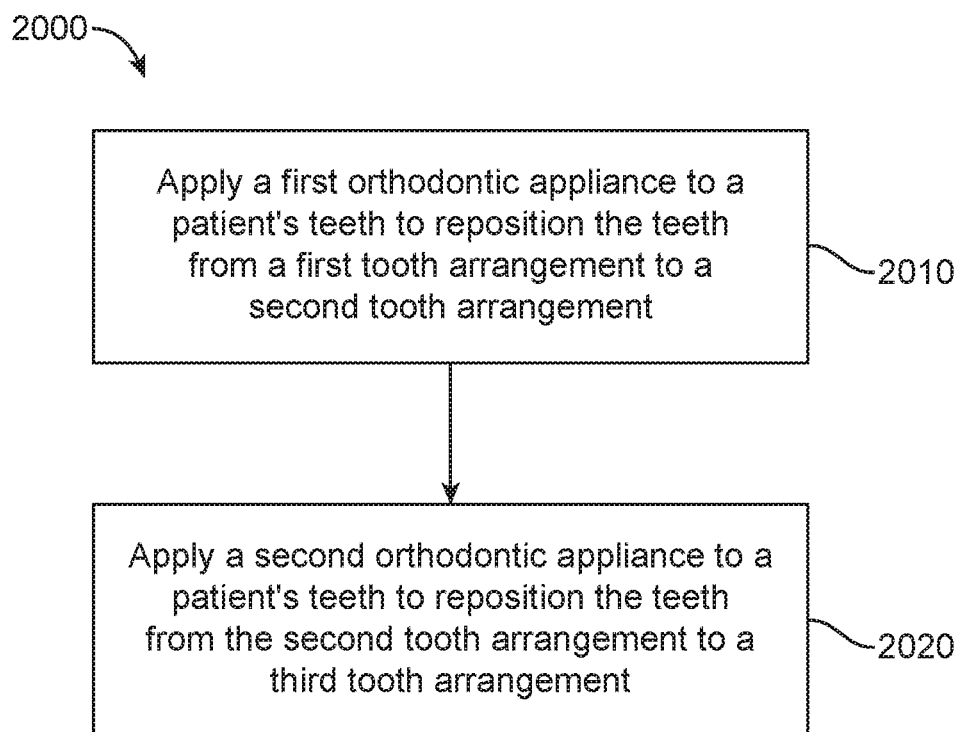 2000
Apply a first orthodontic appliance to a
patient's teeth to reposition the teeth
from a first tooth arrangement to a
second tooth arrangement
2010
Apply a second orthodontic appliance to a
patient's teeth to reposition the teeth
from the second tooth arrangement to a
third tooth arrangement
2020